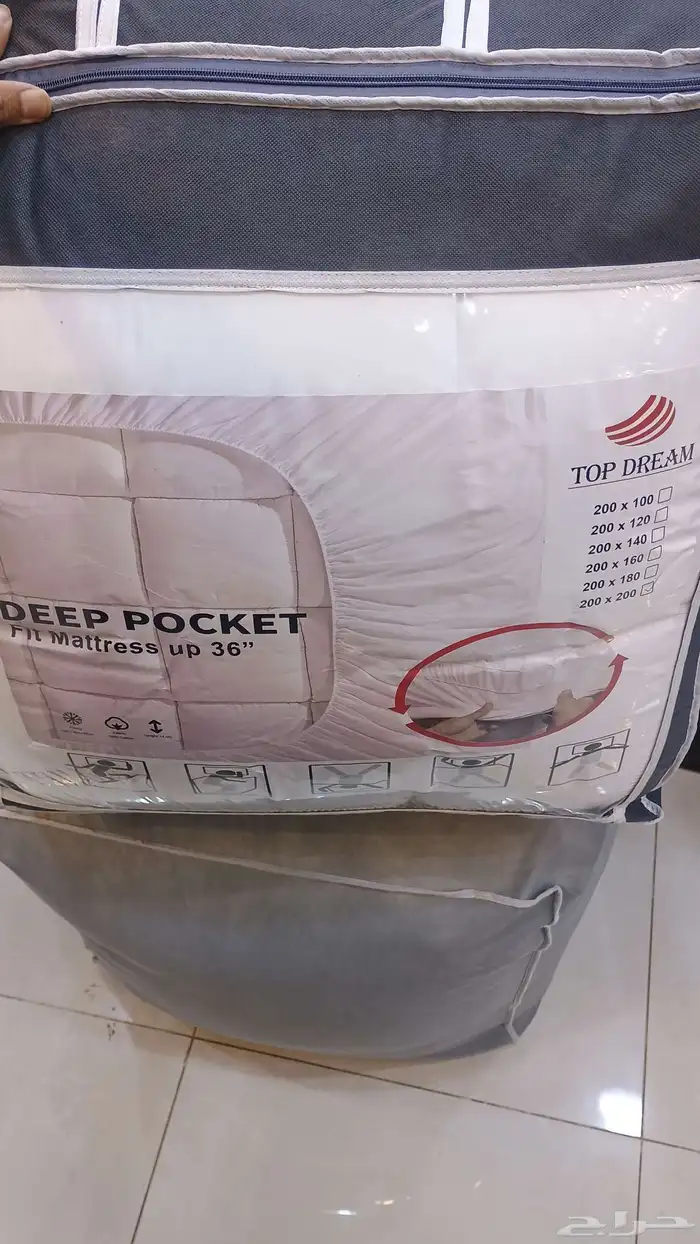 TOP DREAM
200 x 100
200 x 120
200 x 140
200 x 160
200 x 180
200 x 200
DEEP POCKET
Fit Mattress up 36”
حراج